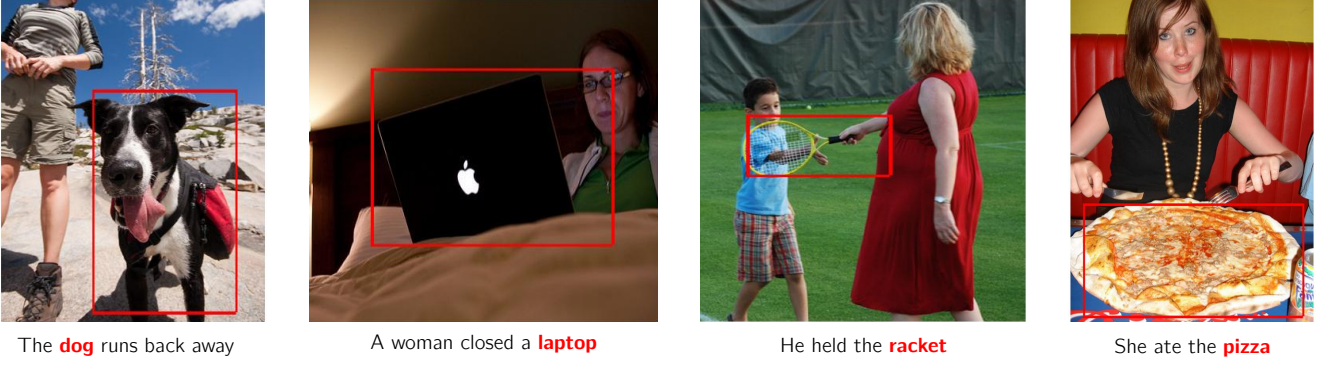 The dog runs back away
A woman closed a laptop
He held the racket
She ate the pizza